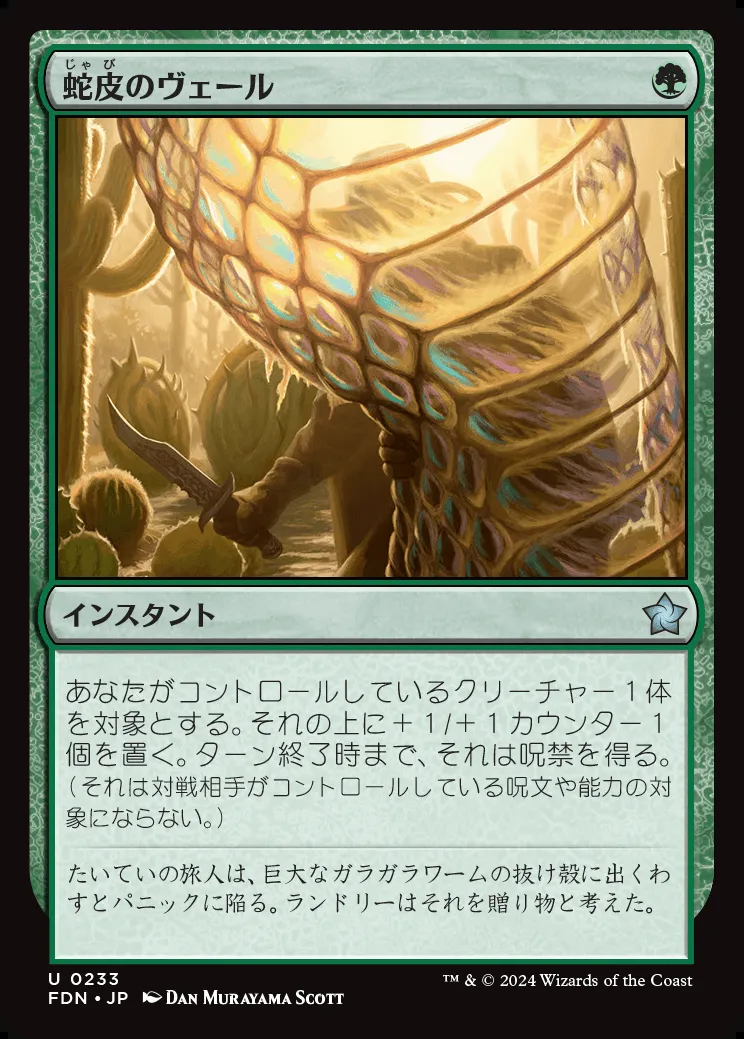 じゃび
蛇皮のヴェール
インスタント
あなたがコントロールしているクリーチャー１体
を対象とする。それの上に＋１/＋１カウンター１
個を置く。ターン終了時まで、それは呪禁を得る。
（それは対戦相手がコントロールしている呪文や能力の対
象にならない。）
たいていの旅人は、巨大なガラガラワームの抜け殻に出くわ
すとパニックに陥る。ランドリーはそれを贈り物と考えた。
U 0233
FDN • JP Dan Murayama Scott
™ & © 2024 Wizards of the Coast